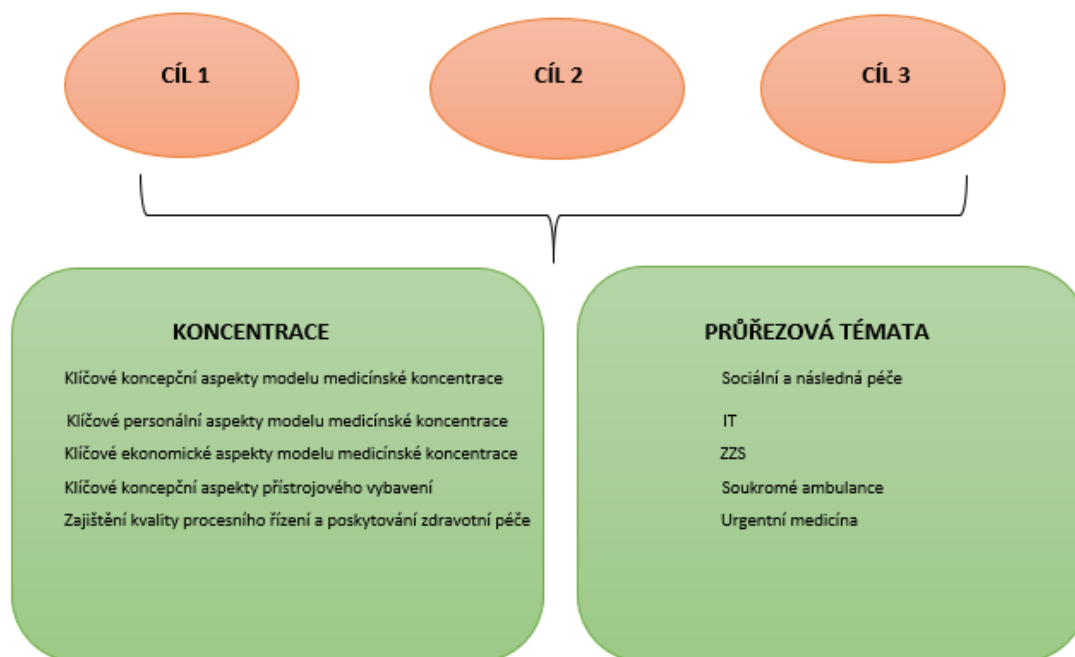 CÍL 1
CÍL 2
CÍL 3
KONCENTRACE
Klíčové koncepční aspekty modelu medicínské koncentrace
Klíčové personální aspekty modelu medicínské koncentrace
Klíčové ekonomické aspekty modelu medicínské koncentrace
Klíčové koncepční aspekty přístrojového vybavení
Zajištění kvality procesního řízení a poskytování zdravotní péče
PRŮŘEZOVÁ TÉMATA
Sociální a následná péče
IT
ZZS
Soukromé ambulance
Urgentní medicína